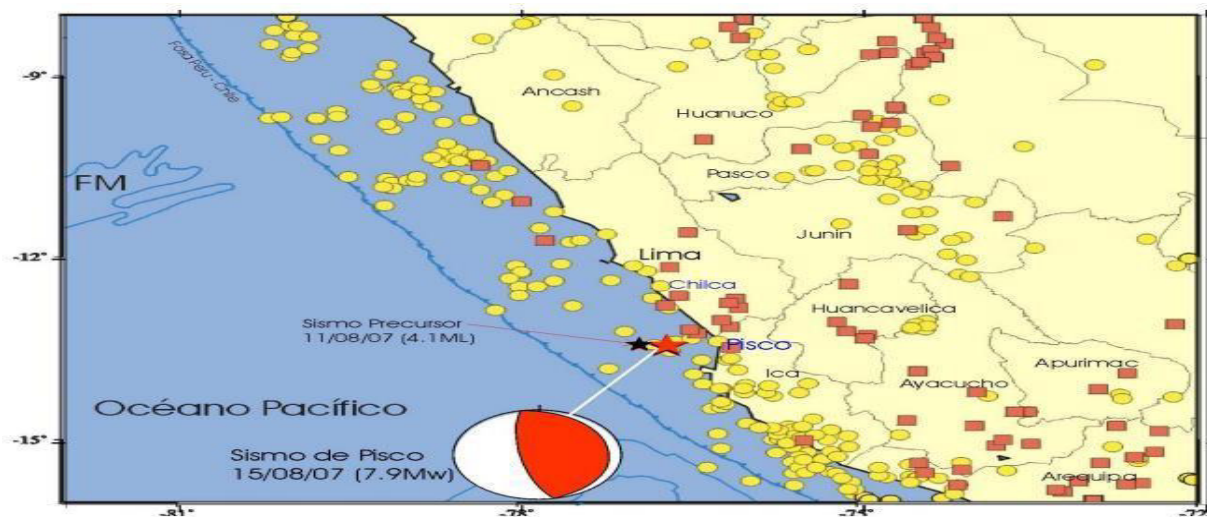 Fosa Perú - Chile
-9°
Ancash
Huanuco
FM
Pasco
Junin
Lima
-12°
Chilca
Huancavelica
Sismo Precursor
11/08/07 (4.1ML)
Pisco
Apurimac
Ica
Ayacucho
Océano Pacífico
-15°
Sismo de Pisco
15/08/07 (7.9Mw)
Arequipa
-81°
-78°
-75°
-72